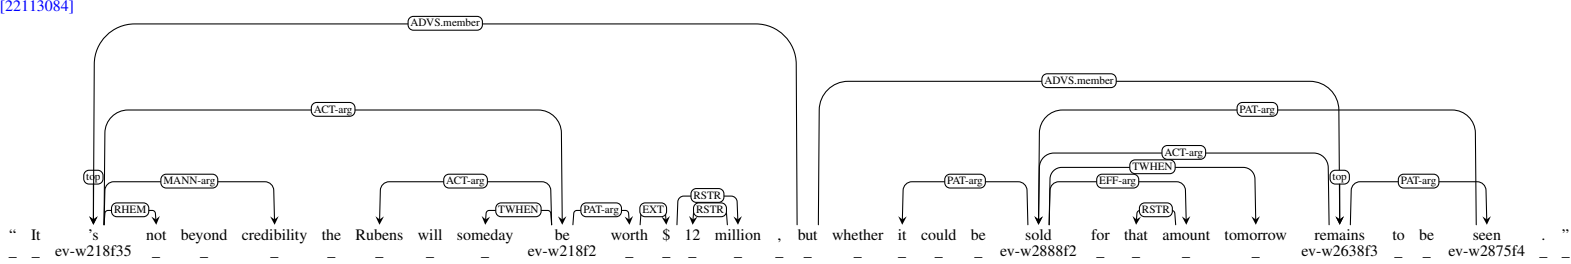 [22113084]
ADVS.member
ADVS.member
ACT-arg PAT-arg
ACT-arg
TWHEN
top MANN-arg ACT-arg PAT-arg EFF-arg top PAT-arg
RSTR
RHEM TWHEN PAT-arg EXT RSTR RSTR
“ It ’s not beyond credibility the Rubens will someday be worth $ 12 million , but whether it could be sold for that amount tomorrow remains to be seen . ”
_ _ ev-w218f35 _ _ _ _ _ _ _ ev-w218f2 _ _ _ _ _ _ _ _ _ _ ev-w2888f2 _ _ _ _ ev-w2638f3 _ _ ev-w2875f4 _ _